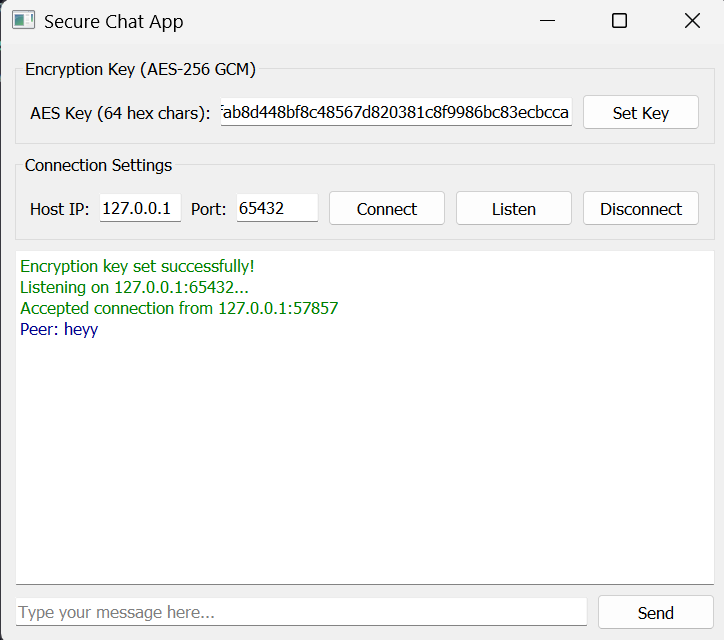 Secure Chat App
Encryption Key (AES-256 GCM)
AES Key (64 hex chars): fab8d448bf8c48567d820381c8f9986bc83ecbcca Set Key
Connection Settings
Host IP: 127.0.0.1 Port: 65432 Connect Listen Disconnect
Encryption key set successfully!
Listening on 127.0.0.1:65432...
Accepted connection from 127.0.0.1:57857
Peer: heyy
Type your message here... Send